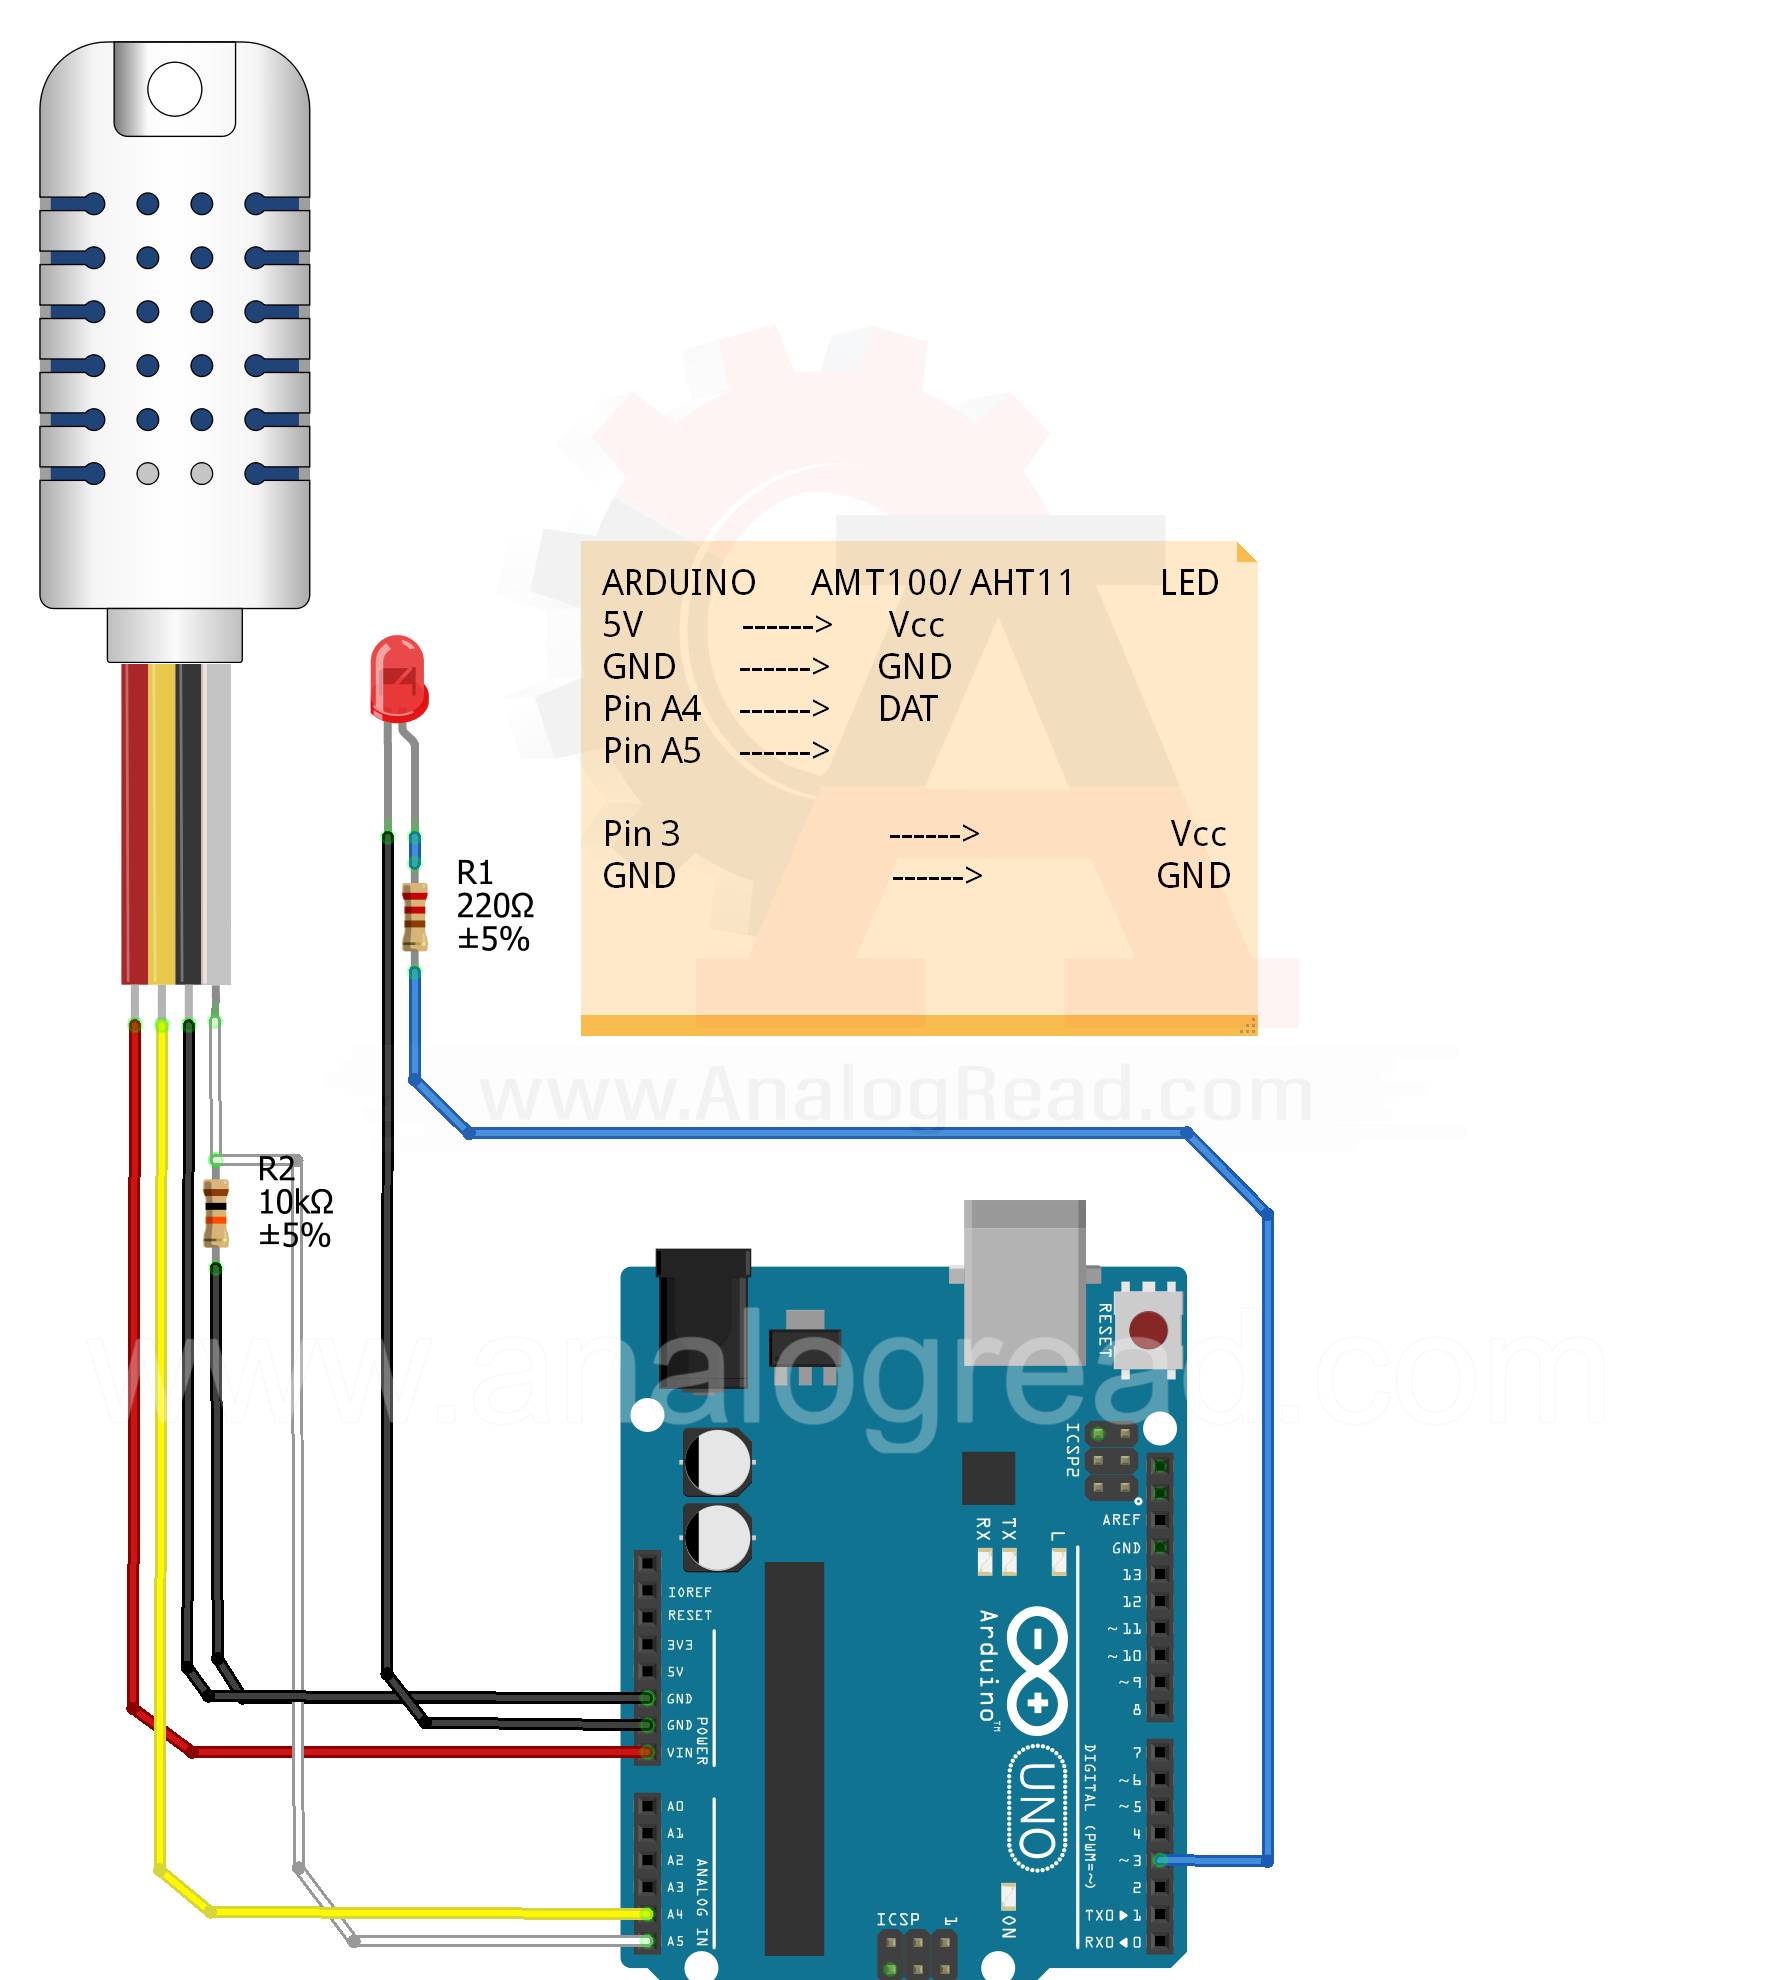 ARDUINO AMT100/ AHT11 LED
5V ------> Vcc
GND ------> GND
Pin A4 ------> DAT
Pin A5 ------>
Pin 3 ------> Vcc
GND ------> GND
R1
220Ω
±5%
www.AnalogRead.com
R2
10kΩ
±5%
www.analogread.com
RESET
ICSP2
AREF
GND
13
12
~11
~10
~9
8
7
~6
~5
4
~3
2
TX0▶1
RX0◀0
DIGITAL (PWM=~)
RX
TX
L
Arduino™
UNO
ON
ICSP
1
IOREF
RESET
3V3
5V
GND
GND
VIN
POWER
A0
A1
A2
A3
A4
A5
ANALOG IN